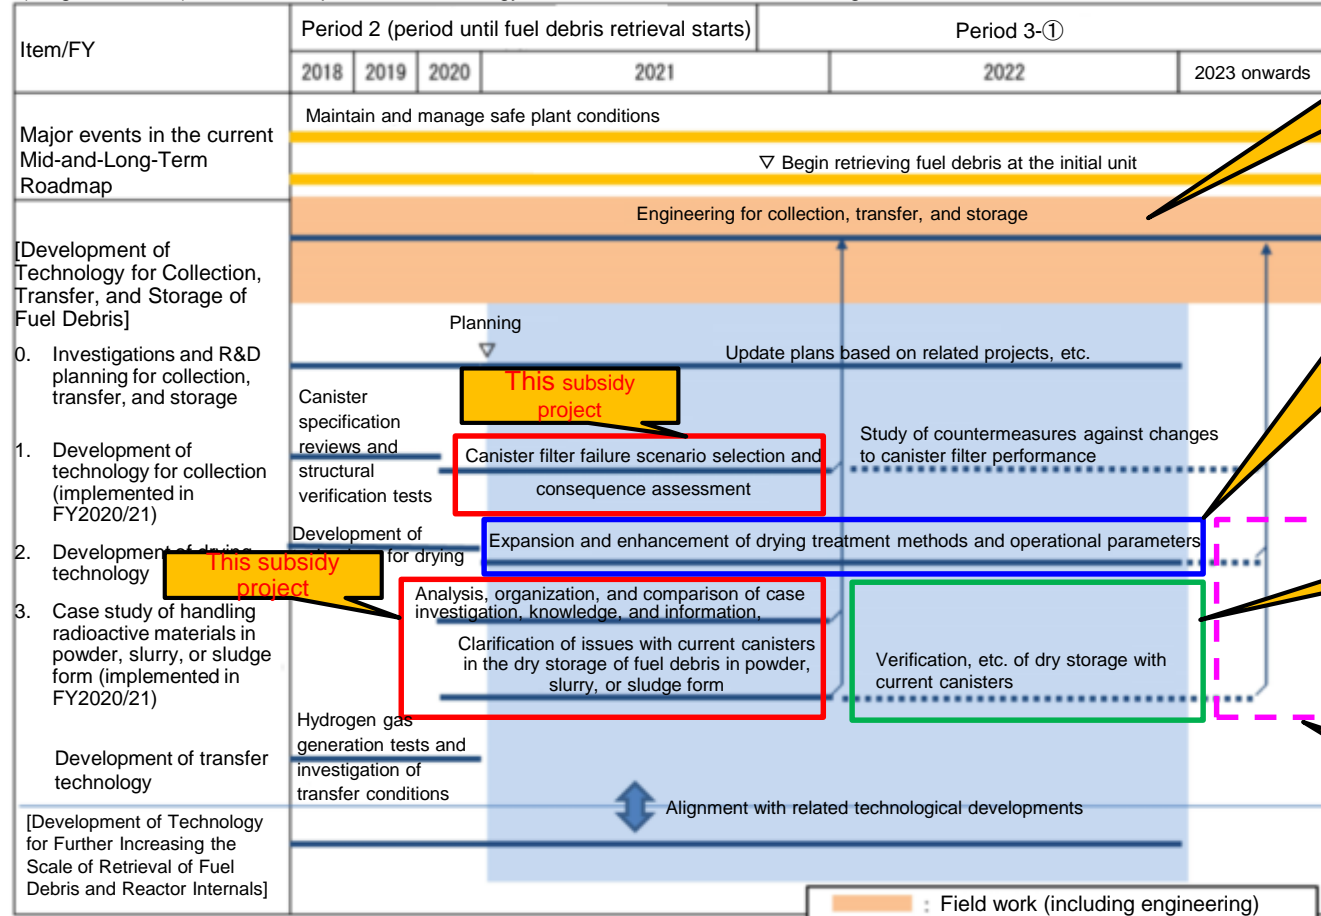 Item/FY
Period 2 (period until fuel debris retrieval starts)
Period 3-①
2018
2019
2020
2021
2022
2023 onwards
Major events in the current
Mid-and-Long-Term
Roadmap
Maintain and manage safe plant conditions
▽ Begin retrieving fuel debris at the initial unit
Engineering for collection, transfer, and storage
[Development of
Technology for Collection,
Transfer, and Storage of
Fuel Debris]
Planning
▽
0. Investigations and R&D
planning for collection,
transfer, and storage
Update plans based on related projects, etc.
This subsidy
project
1. Development of
technology for collection
(implemented in
FY2020/21)
Canister
specification
reviews and
structural
verification tests
Canister filter failure scenario selection and
consequence assessment
Study of countermeasures against changes
to canister filter performance
2. Development of drying
technology
Development of
for drying
Expansion and enhancement of drying treatment methods and operational parameters
This subsidy
project
3. Case study of handling
radioactive materials in
powder, slurry, or sludge
form (implemented in
FY2020/21)
Analysis, organization, and comparison of case
investigation, knowledge, and information,
Clarification of issues with current canisters
in the dry storage of fuel debris in powder,
slurry, or sludge form
Verification, etc. of dry storage with
current canisters
Development of transfer
technology
Hydrogen gas
generation tests and
investigation of
transfer conditions
Alignment with related technological developments
[Development of Technology
for Further Increasing the
Scale of Retrieval of Fuel
Debris and Reactor Internals]
: Field work (including engineering)